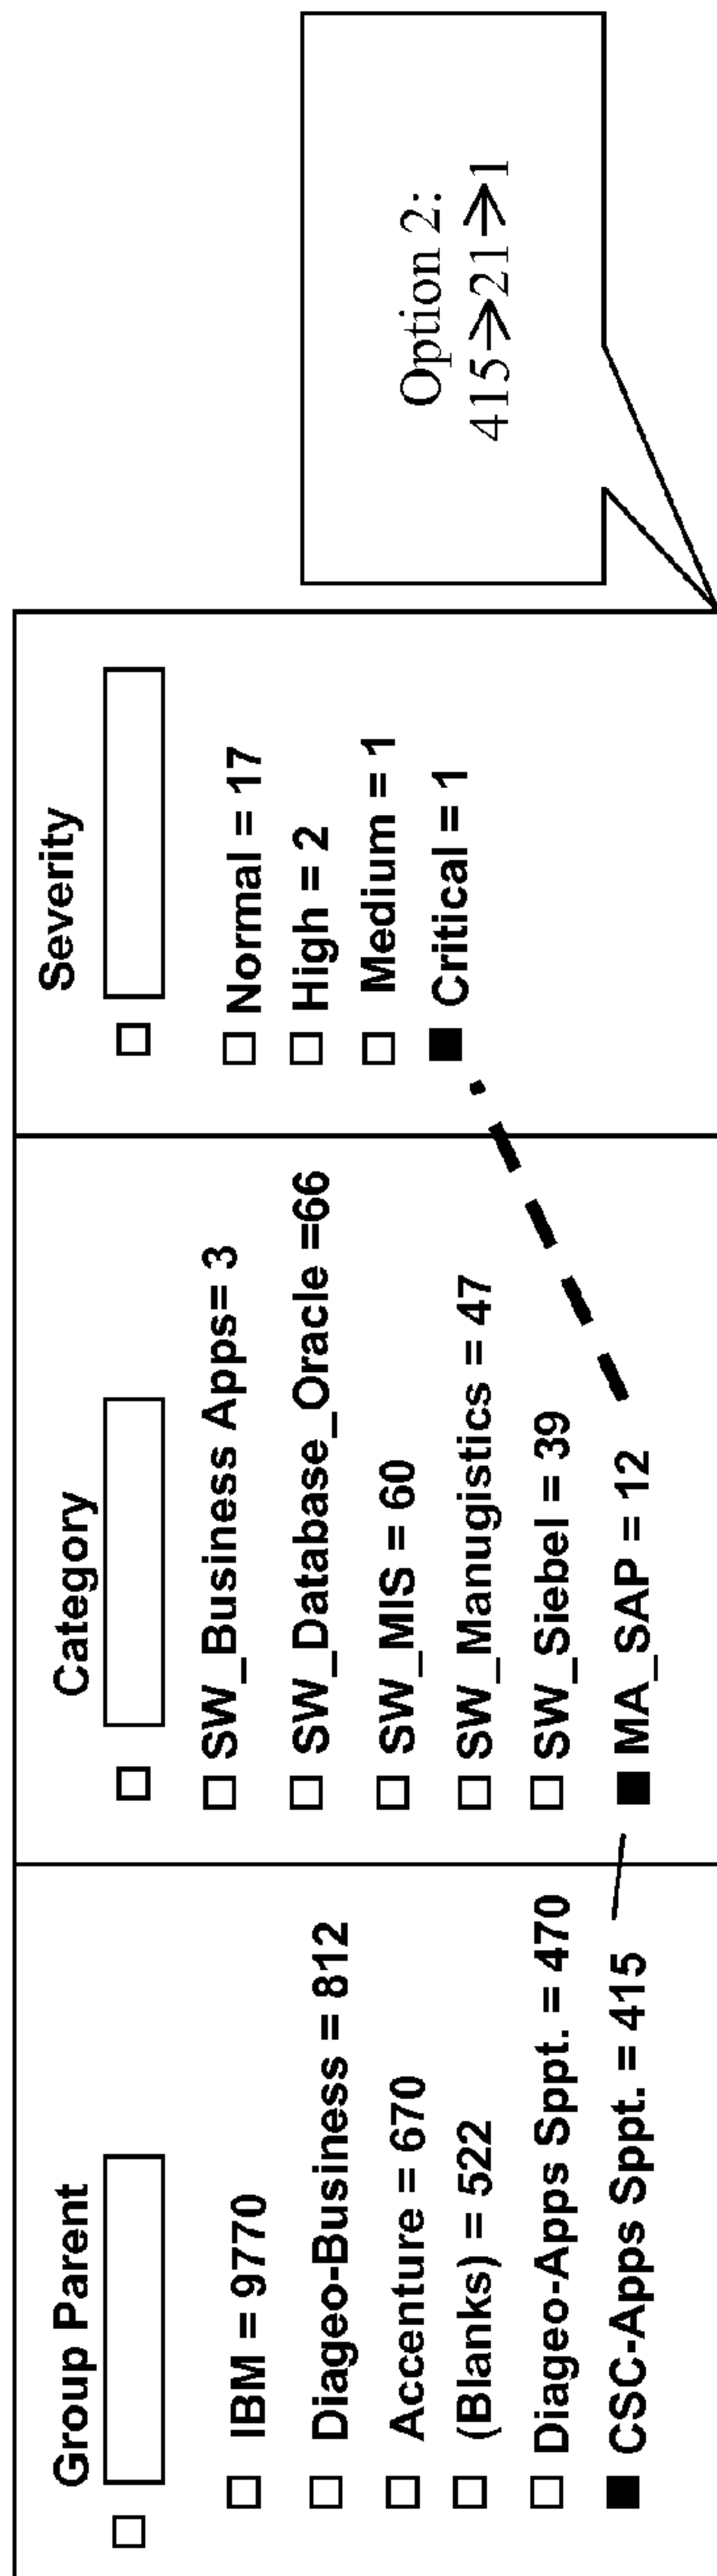 Group Parent
IBM = 9770
Diageo-Business = 812
Accenture = 670
(Blanks) = 522
Diageo-Apps Sppt. = 470
CSC-Apps Sppt. = 415
Category
SW_Business Apps= 3
SW_Database_Oracle =66
SW_MIS = 60
SW_Manugistics = 47
SW_Siebel = 39
MA_SAP = 12
Severity
Normal = 17
High = 2
Medium = 1
Critical = 1
Option 2:
415→21→1